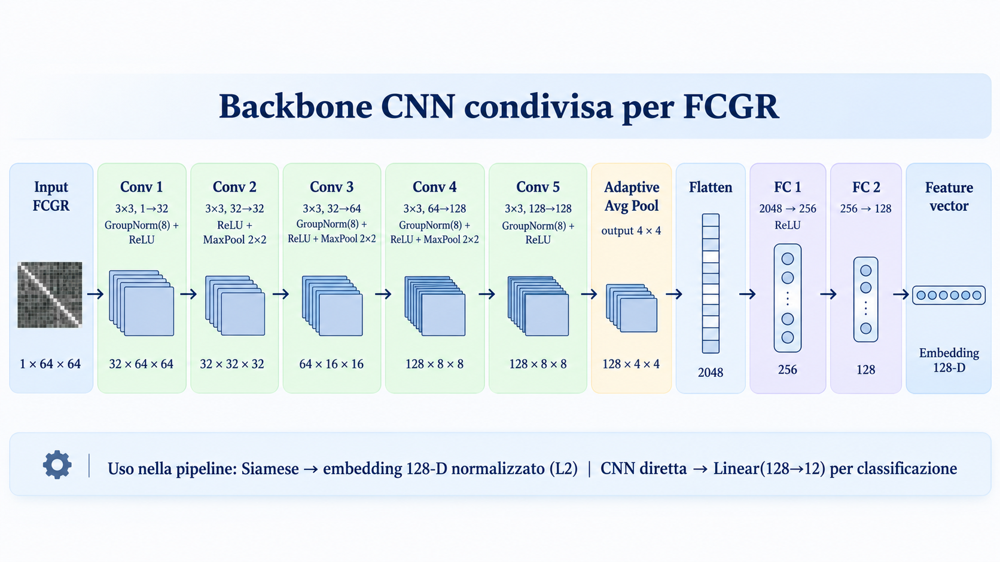 Backbone CNN condivisa per FCGR
Input
FCGR
1 × 64 × 64
Conv 1
3×3, 1→32
GroupNorm(8) +
ReLU
32 × 64 × 64
Conv 2
3×3, 32→32
ReLU +
MaxPool 2×2
32 × 32 × 32
Conv 3
3×3, 32→64
GroupNorm(8) +
ReLU + MaxPool 2×2
64 × 16 × 16
Conv 4
3×3, 64→128
GroupNorm(8) +
ReLU + MaxPool 2×2
128 × 8 × 8
Conv 5
3×3, 128→128
GroupNorm(8) +
ReLU
128 × 8 × 8
Adaptive
Avg Pool
output 4 × 4
128 × 4 × 4
Flatten
2048
FC 1
2048 → 256
ReLU
256
FC 2
256 → 128
128
Feature
vector
Embedding
128-D
Uso nella pipeline: Siamese → embedding 128-D normalizzato (L2) | CNN diretta → Linear(128→12) per classificazione